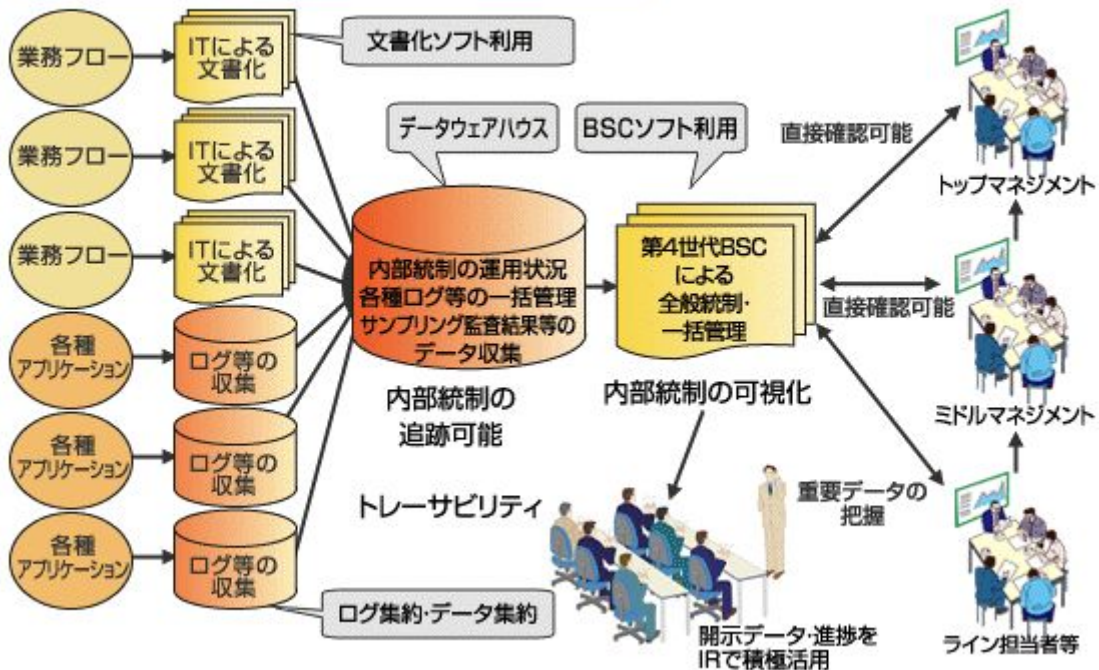 業務フロー
ITによる
文書化
文書化ソフト利用
業務フロー
ITによる
文書化
業務フロー
ITによる
文書化
各種
アプリケーション
ログ等の
収集
各種
アプリケーション
ログ等の
収集
各種
アプリケーション
ログ等の
収集
ログ集約・データ集約
データウェアハウス
内部統制の運用状況
各種ログ等の一括管理
サンプリング監査結果等の
データ収集
内部統制の
追跡可能
トレーサビリティ
BSCソフト利用
第4世代BSC
による
全般統制・
一括管理
内部統制の可視化
開示データ・進捗を
IRで積極活用
直接確認可能
トップマネジメント
直接確認可能
ミドルマネジメント
重要データの
把握
ライン担当者等